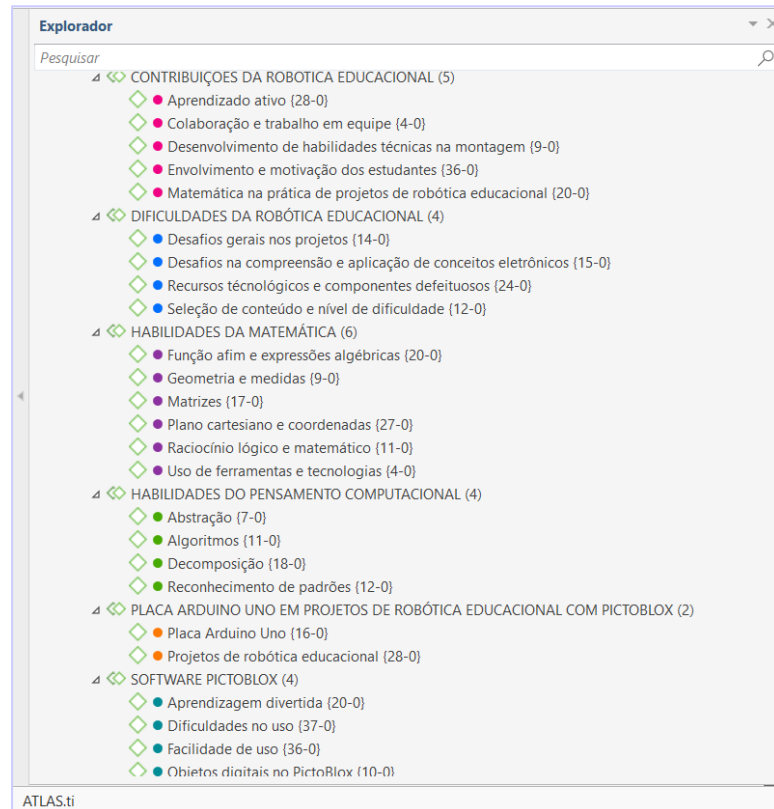 Explorador
Pesquisar
CONTRIBUIÇÕES DA ROBÓTICA EDUCACIONAL (5)
Aprendizado ativo {28-0}
Colaboração e trabalho em equipe {4-0}
Desenvolvimento de habilidades técnicas na montagem {9-0}
Envolvimento e motivação dos estudantes {36-0}
Matemática na prática de projetos de robótica educacional {20-0}
DIFICULDADES DA ROBÓTICA EDUCACIONAL (4)
Desafios gerais nos projetos {14-0}
Desafios na compreensão e aplicação de conceitos eletrônicos {15-0}
Recursos técnológicos e componentes defeituosos {24-0}
Seleção de conteúdo e nível de dificuldade {12-0}
HABILIDADES DA MATEMÁTICA (6)
Função afim e expressões algébricas {20-0}
Geometria e medidas {9-0}
Matrizes {17-0}
Plano cartesiano e coordenadas {27-0}
Raciocínio lógico e matemático {11-0}
Uso de ferramentas e tecnologias {4-0}
HABILIDADES DO PENSAMENTO COMPUTACIONAL (4)
Abstração {7-0}
Algoritmos {11-0}
Decomposição {18-0}
Reconhecimento de padrões {12-0}
PLACA ARDUINO UNO EM PROJETOS DE ROBÓTICA EDUCACIONAL COM PICTOBLOX (2)
Placa Arduino Uno {16-0}
Projetos de robótica educacional {28-0}
SOFTWARE PICTOBLOX (4)
Aprendizagem divertida {20-0}
Dificuldades no uso {37-0}
Facilidade de uso {36-0}
Objetos digitais no PictoBlox {10-0}
ATLAS.ti